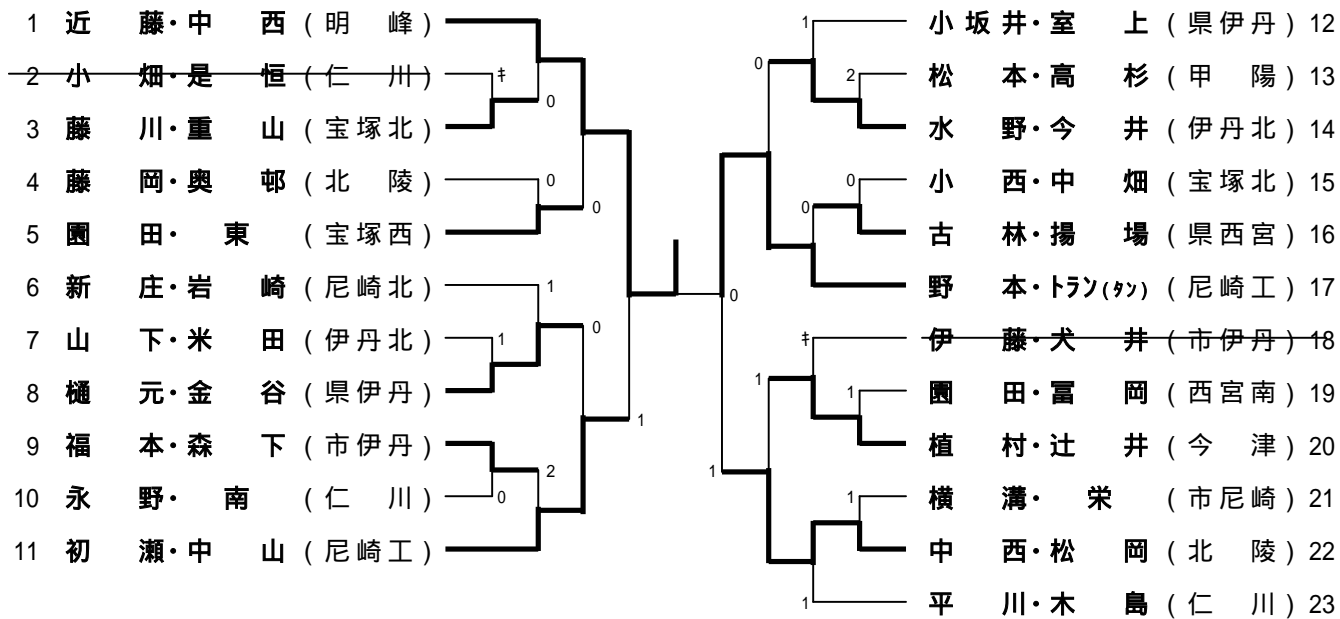 1 近 藤・中 西 (明 峰)
2 小 畑・是 恒 (仁 川)
キ
0
3 藤 川・重 山 (宝塚北)
4 藤 岡・奥 邨 (北 陵)
0
0
5 園 田・ 東 (宝塚西)
6 新 庄・岩 崎 (尼崎北)
1
7 山 下・米 田 (伊丹北)
1
0
8 樋 元・金 谷 (県伊丹)
1
9 福 本・森 下 (市伊丹)
2
10 永 野・ 南 (仁 川)
0
11 初 瀬・中 山 (尼崎工)
1 小坂井・室 上 (県伊丹) 12
0
2 松 本・高 杉 (甲 陽) 13
水 野・今 井 (伊丹北) 14
0 小 西・中 畑 (宝塚北) 15
0
古 林・揚 場 (県西宮) 16
野 本・トラン(タン) (尼崎工) 17
0
キ 伊 藤・犬 井 (市伊丹) 18
1
1 園 田・冨 岡 (西宮南) 19
植 村・辻 井 (今 津) 20
1
1 横 溝・ 栄 (市尼崎) 21
中 西・松 岡 (北 陵) 22
1 平 川・木 島 (仁 川) 23